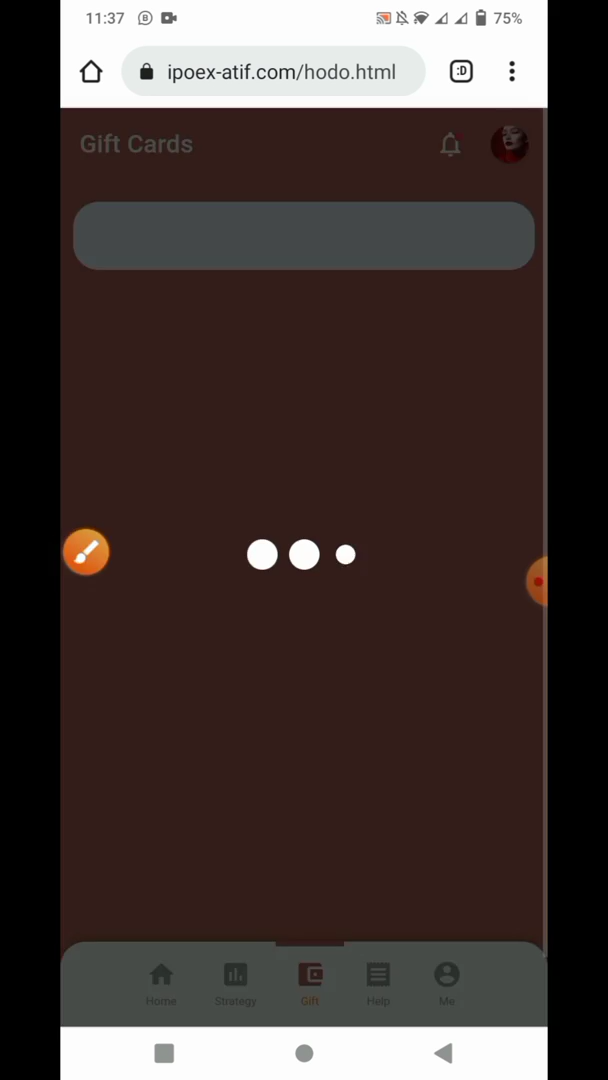 11:37
75%
ipoex-atif.com/hodo.html
:D
Gift Cards
Home Strategy Gift Help Me